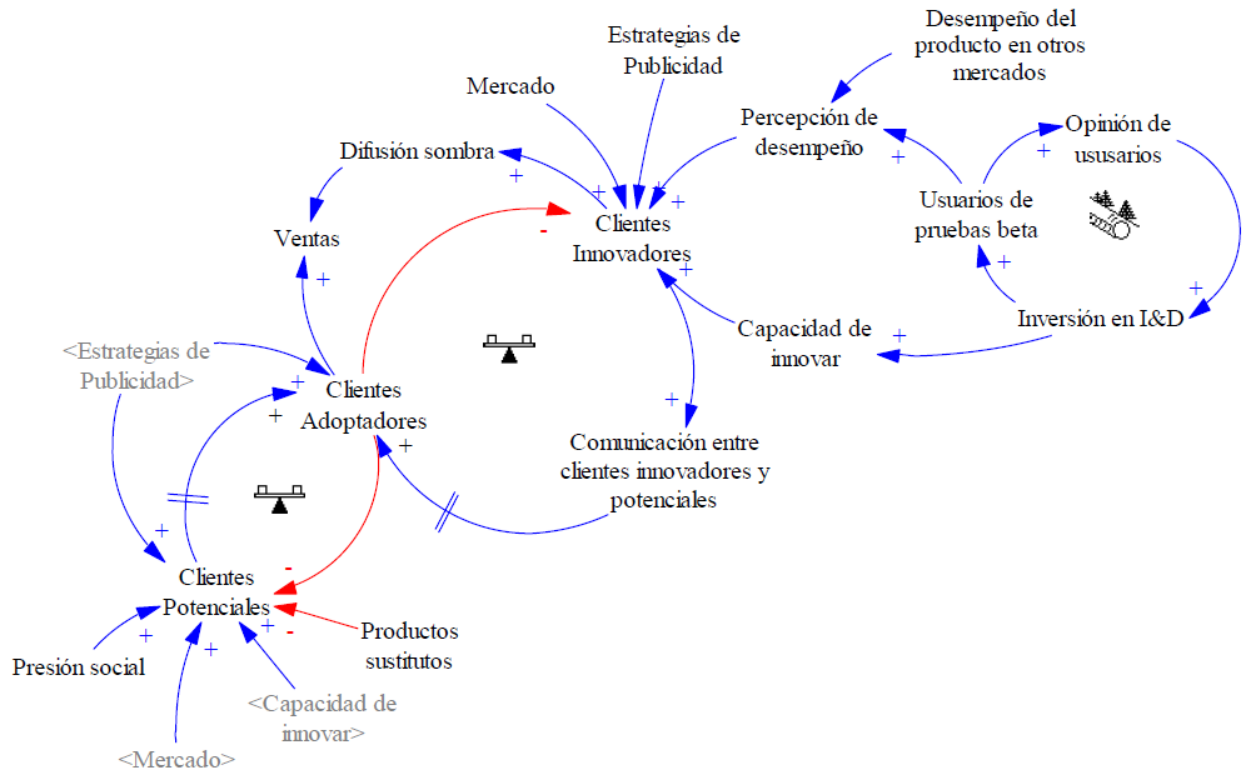 Desempeño del
producto en otros
mercados
Estrategias de
Publicidad
Mercado
Percepción de
desempeño
+
Opinión de
ususarios
+
Difusión sombra
+
Usuarios de
pruebas beta
+
+
+
+
Clientes
Innovadores
-
Ventas
+
+
Inversión en I&D
+
Capacidad de
innovar
+
<Estrategias de
Publicidad>
+
+
Clientes
Adoptadores
+
+
Comunicación entre
clientes innovadores y
potenciales
+
Clientes
Potenciales
-
-
+
+
+
Productos
sustitutos
Presión social
<Capacidad de
innovar>
<Mercado>